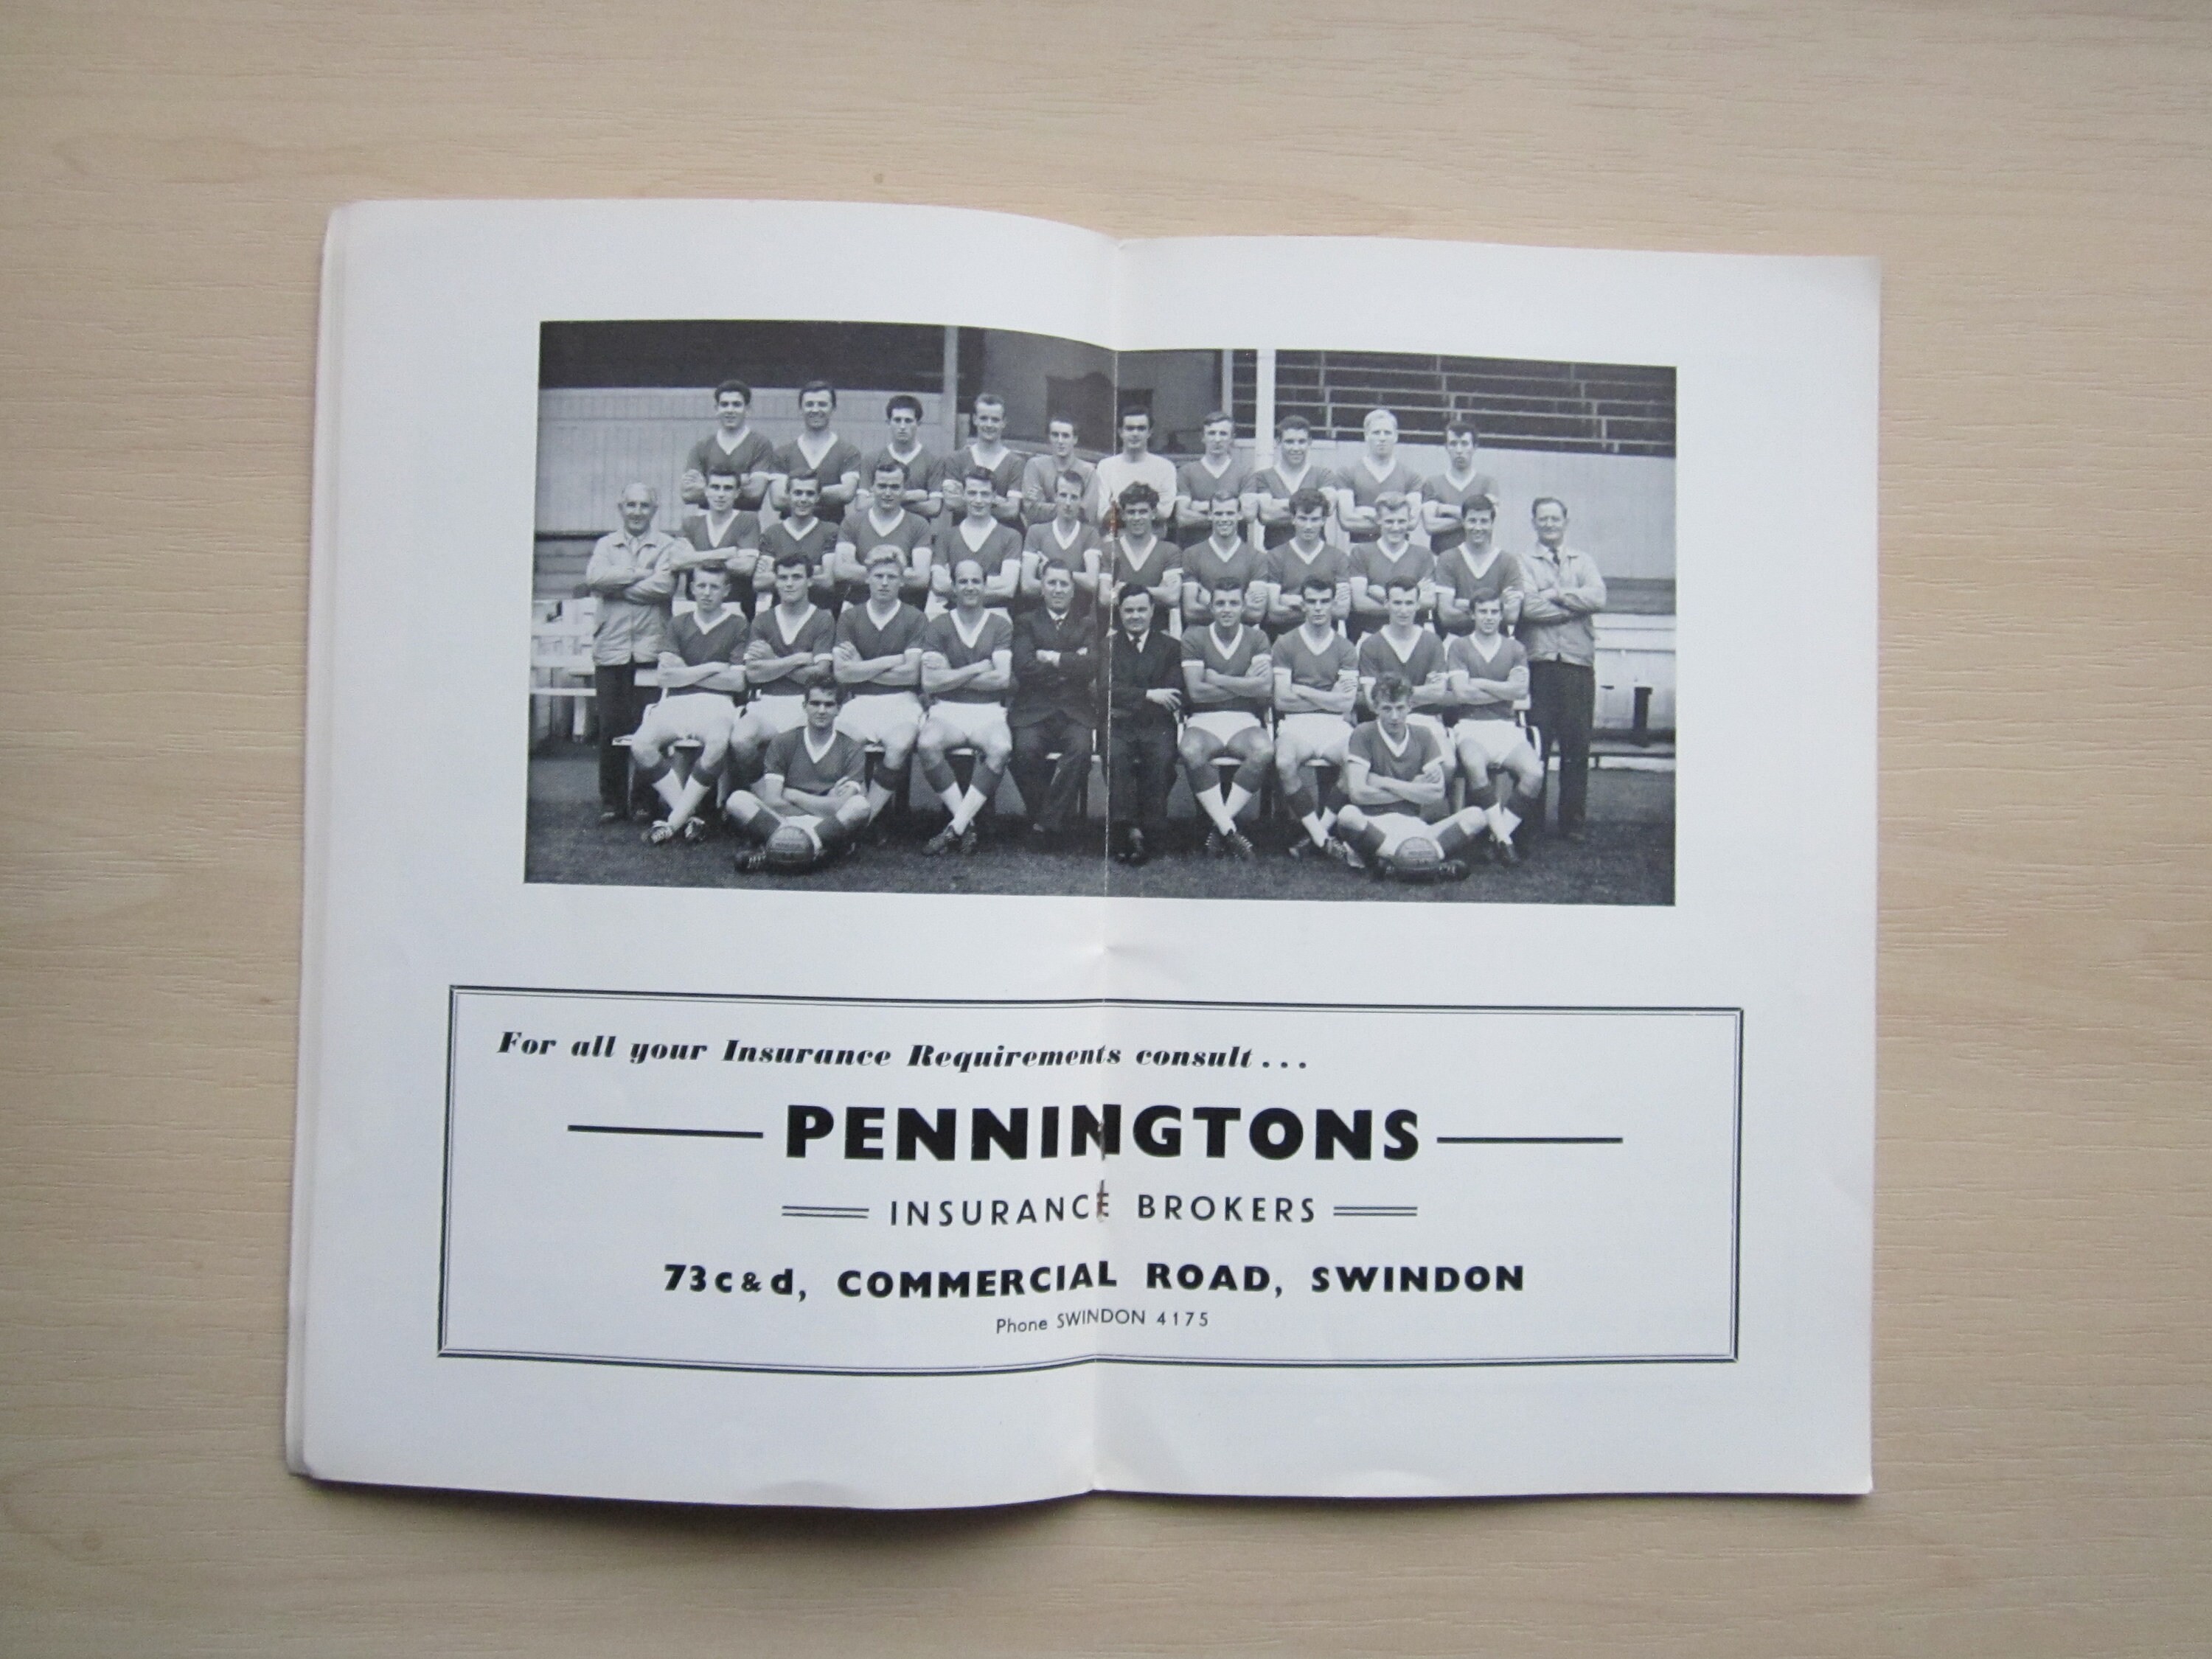 For all your Insurance Requirements consult...
PENNINGTONS
INSURANCE BROKERS
73c&d, COMMERCIAL ROAD, SWINDON
Phone SWINDON 4175